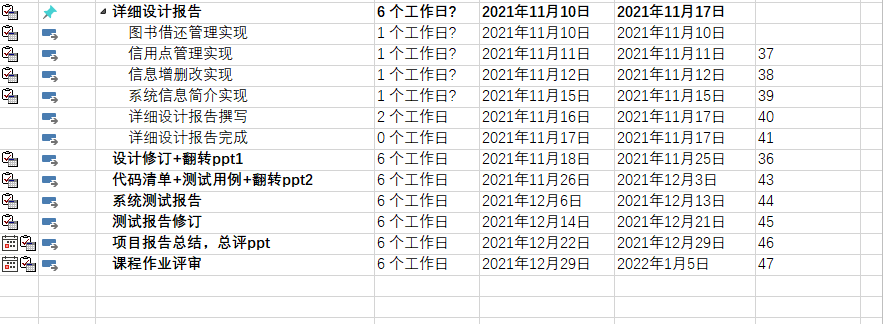 详细设计报告 6 个工作日? 2021年11月10日 2021年11月17日
图书借还管理实现 1 个工作日? 2021年11月10日 2021年11月10日
信用点管理实现 1 个工作日? 2021年11月11日 2021年11月11日 37
信息增删改实现 1 个工作日? 2021年11月12日 2021年11月12日 38
系统信息简介实现 1 个工作日? 2021年11月15日 2021年11月15日 39
详细设计报告撰写 2 个工作日 2021年11月16日 2021年11月17日 40
详细设计报告完成 0 个工作日 2021年11月17日 2021年11月17日 41
设计修订+翻转ppt1 6 个工作日 2021年11月18日 2021年11月25日 36
代码清单+测试用例+翻转ppt2 6 个工作日 2021年11月26日 2021年12月3日 43
系统测试报告 6 个工作日 2021年12月6日 2021年12月13日 44
测试报告修订 6 个工作日 2021年12月14日 2021年12月21日 45
项目报告总结，总评ppt 6 个工作日 2021年12月22日 2021年12月29日 46
课程作业评审 6 个工作日 2021年12月29日 2022年1月5日 47